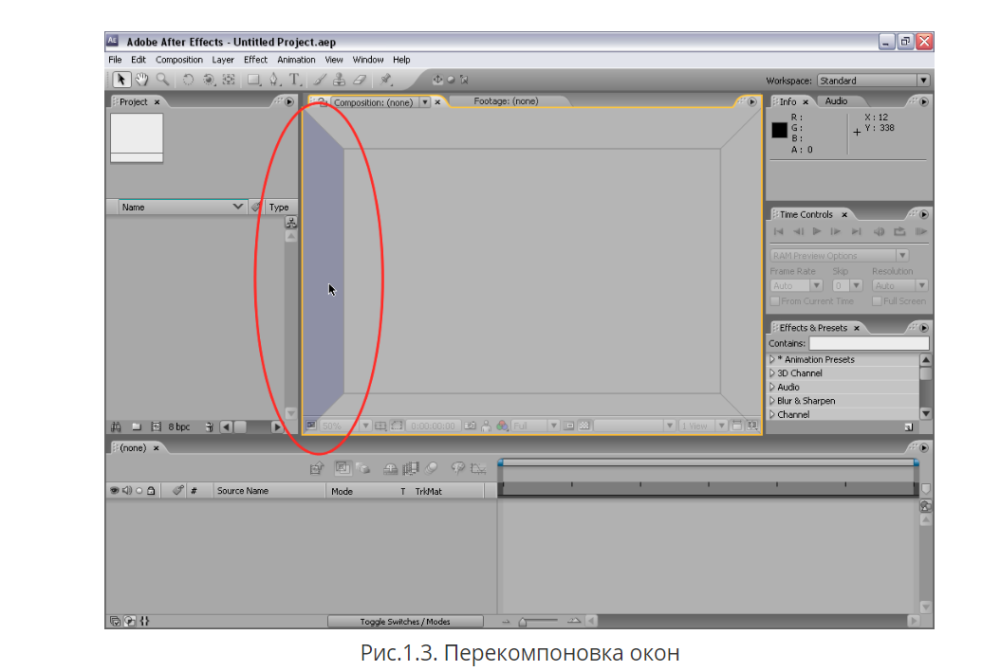 Adobe After Effects - Untitled Project.aep
File Edit Composition Layer Effect Animation View Window Help
Workspace: Standard
Project
Composition: (none)
Footage: (none)
Info Audio
R :
G :
B :
A : 0
X : 12
Y : 338
Name Type
Time Controls
RAM Preview Options
Frame Rate Skip Resolution
Auto 0 Auto
From Current Time Full Screen
Effects & Presets
Contains:
* Animation Presets
3D Channel
Audio
Blur & Sharpen
Channel
8 bpc
50% 0:00:00:00 Full 1 View
(none)
# Source Name Mode T TrkMat
Toggle Switches / Modes
Рис.1.3. Перекомпоновка окон